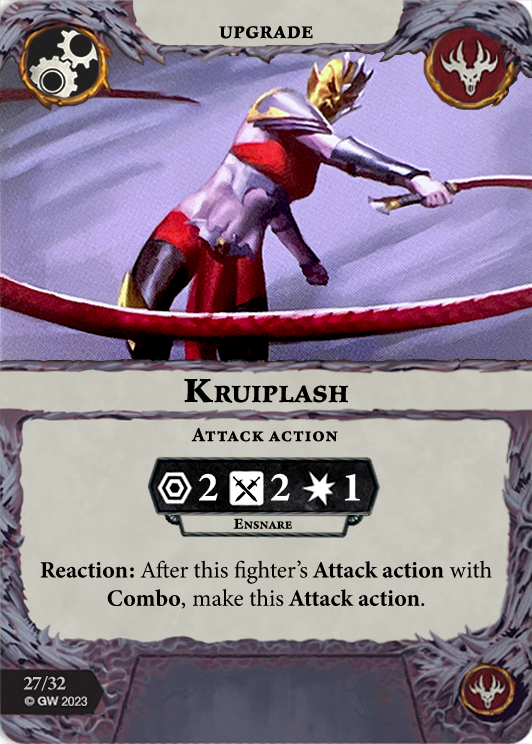 UPGRADE
KRUIPLASH
ATTACK ACTION
2 2 1
ENSNARE
Reaction: After this fighter's Attack action with
Combo, make this Attack action.
27/32
© GW 2023